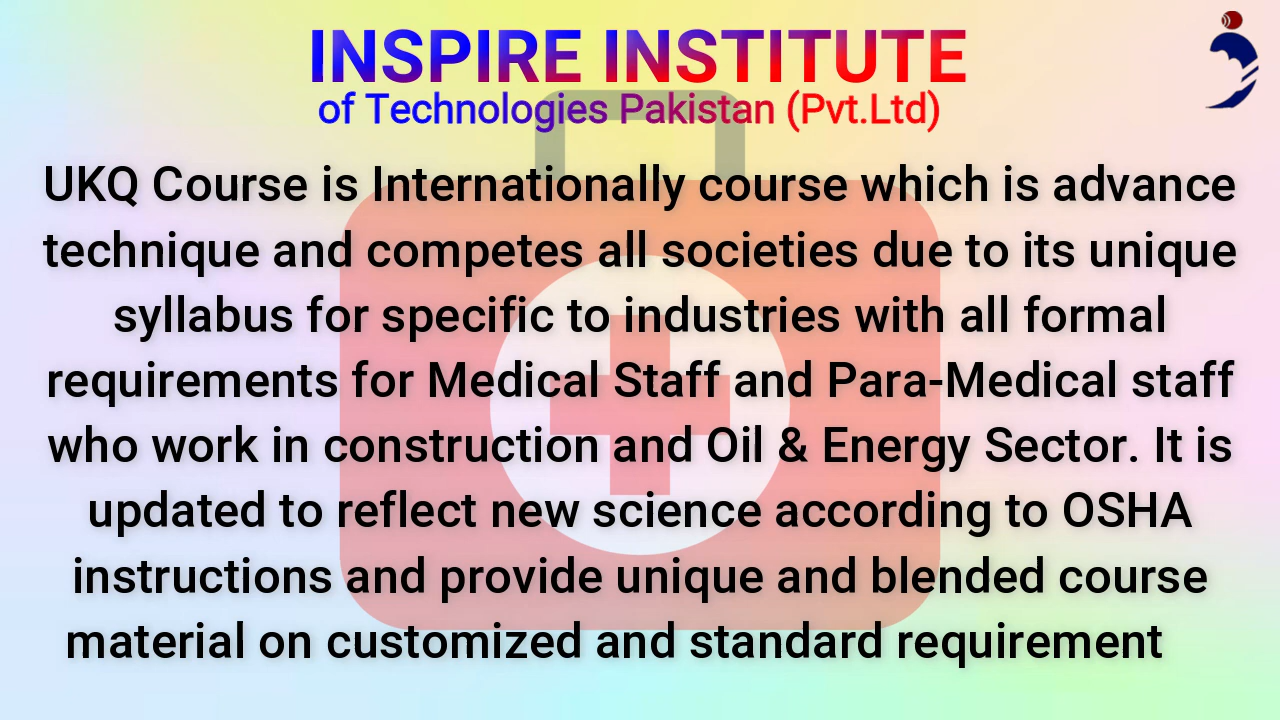 INSPIRE INSTITUTE
of Technologies Pakistan (Pvt.Ltd)
UKQ Course is Internationally course which is advance
technique and competes all societies due to its unique
syllabus for specific to industries with all formal
requirements for Medical Staff and Para-Medical staff
who work in construction and Oil & Energy Sector. It is
updated to reflect new science according to OSHA
instructions and provide unique and blended course
material on customized and standard requirement